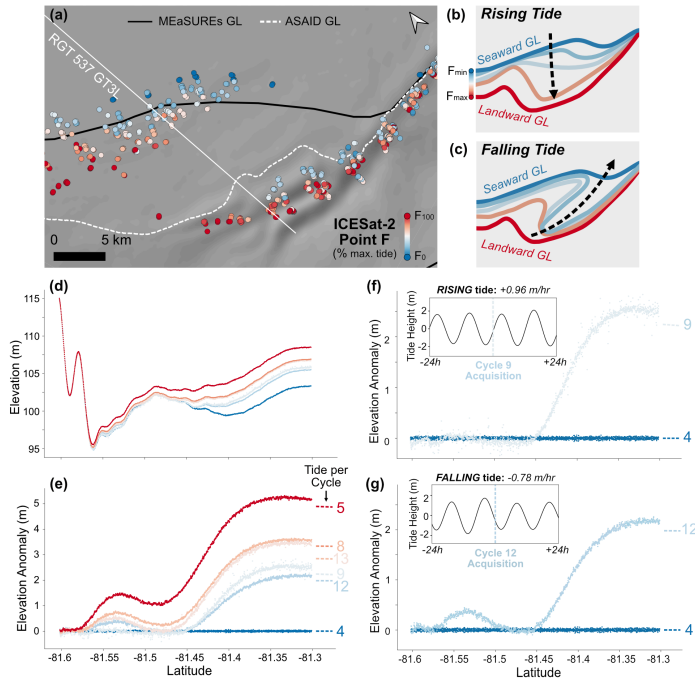 (a)
MEaSUREs GL
ASAID GL
RGT 537 GT3L
0
5 km
ICESat-2
Point F
(% max. tide)
F100
F0
(b)
Rising Tide
Seaward GL
Fmin
Fmax
Landward GL
(c)
Falling Tide
Seaward GL
Landward GL
(d)
115
110
105
100
95
Elevation (m)
(e)
Tide per
Cycle
5
4
3
2
1
0
Elevation Anomaly (m)
5
8
13
9
12
4
-81.6
-81.55
-81.5
-81.45
-81.4
-81.35
-81.3
Latitude
(f)
RISING tide: +0.96 m/hr
Tide Height (m)
2
0
-2
-24h
+24h
Cycle 9
Acquisition
2
1
0
Elevation Anomaly (m)
9
4
(g)
FALLING tide: -0.78 m/hr
Tide Height (m)
2
0
-2
-24h
+24h
Cycle 12
Acquisition
2
1
0
Elevation Anomaly (m)
12
4
-81.6
-81.55
-81.5
-81.45
-81.4
-81.35
-81.3
Latitude